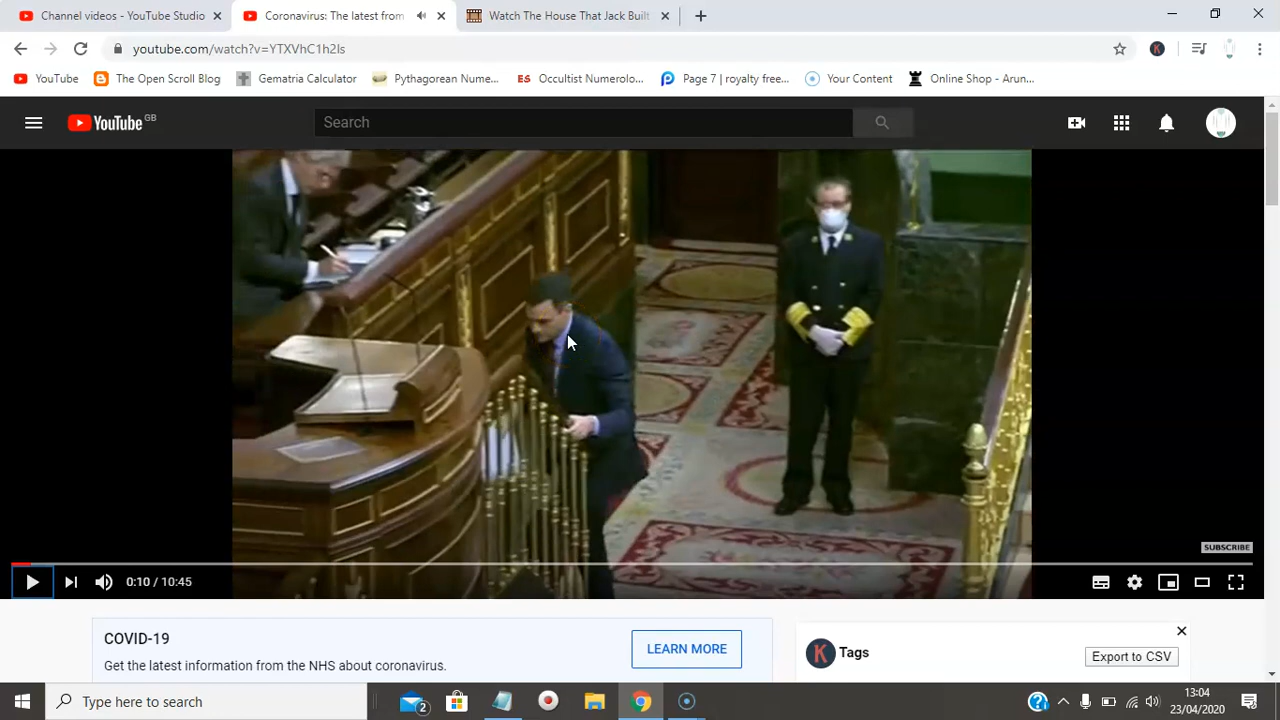 Channel videos - YouTube Studio
Coronavirus: The latest from
Watch The House That Jack Built
youtube.com/watch?v=YTXVhC1h2Is
YouTube
The Open Scroll Blog
Gematria Calculator
Pythagorean Nume...
ES Occultist Numerolo...
Page 7 | royalty free...
Your Content
Online Shop - Arun...
YouTube GB
Search
SUBSCRIBE
0:10 / 10:45
COVID-19
Get the latest information from the NHS about coronavirus.
LEARN MORE
K Tags
Export to CSV
Type here to search
2
13:04
23/04/2020